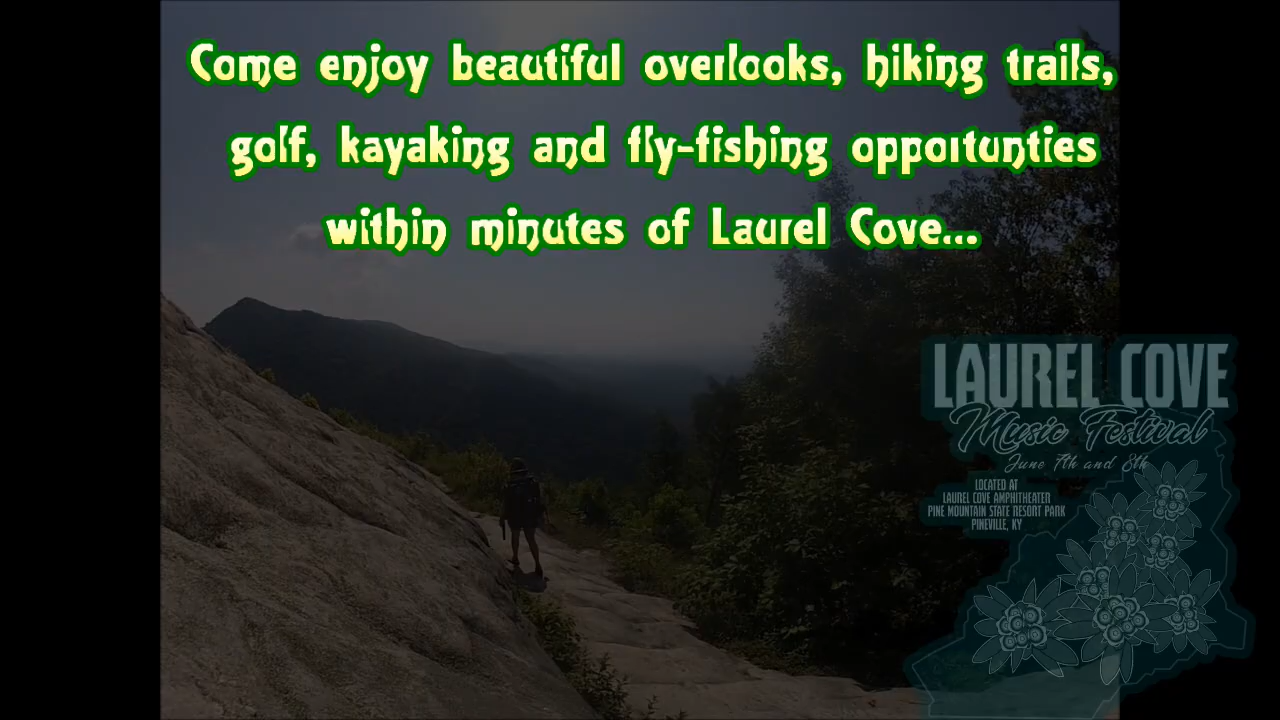 Come enjoy beautiful overlooks, hiking trails,
golf, kayaking and fly-fishing opportunties
within minutes of Laurel Cove...
LAUREL COVE
Music Festival
June 7th and 8th
LOCATED AT
LAUREL COVE AMPHITHEATER
PINE MOUNTAIN STATE RESORT PARK
PINEVILLE, KY